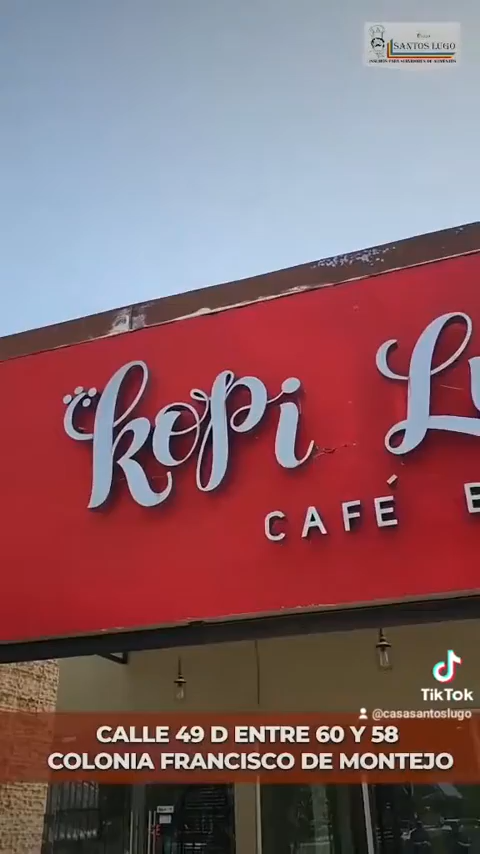 SANTOS LUGO
kopi
CAFÉ
TikTok
@casasantoslugo
CALLE 49 D ENTRE 60 Y 58
COLONIA FRANCISCO DE MONTEJO